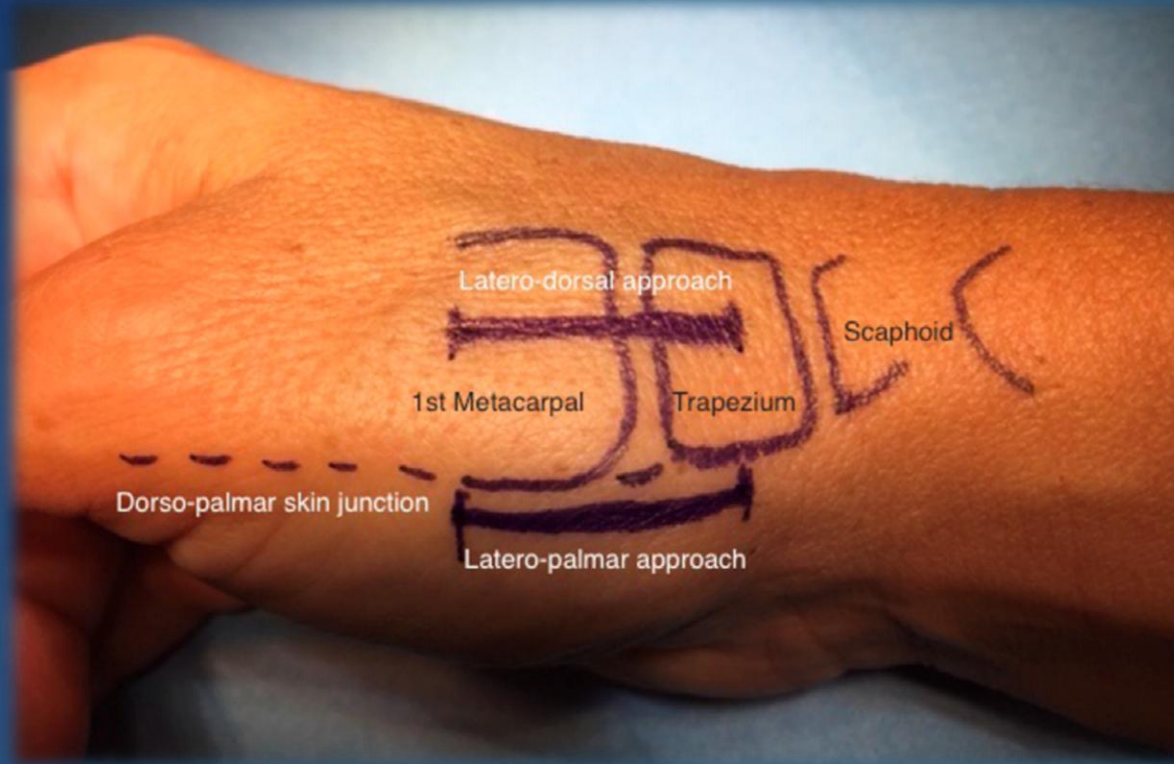 Latero-dorsal approach
Scaphoid
1st Metacarpal
Trapezium
Dorso-palmar skin junction
Latero-palmar approach